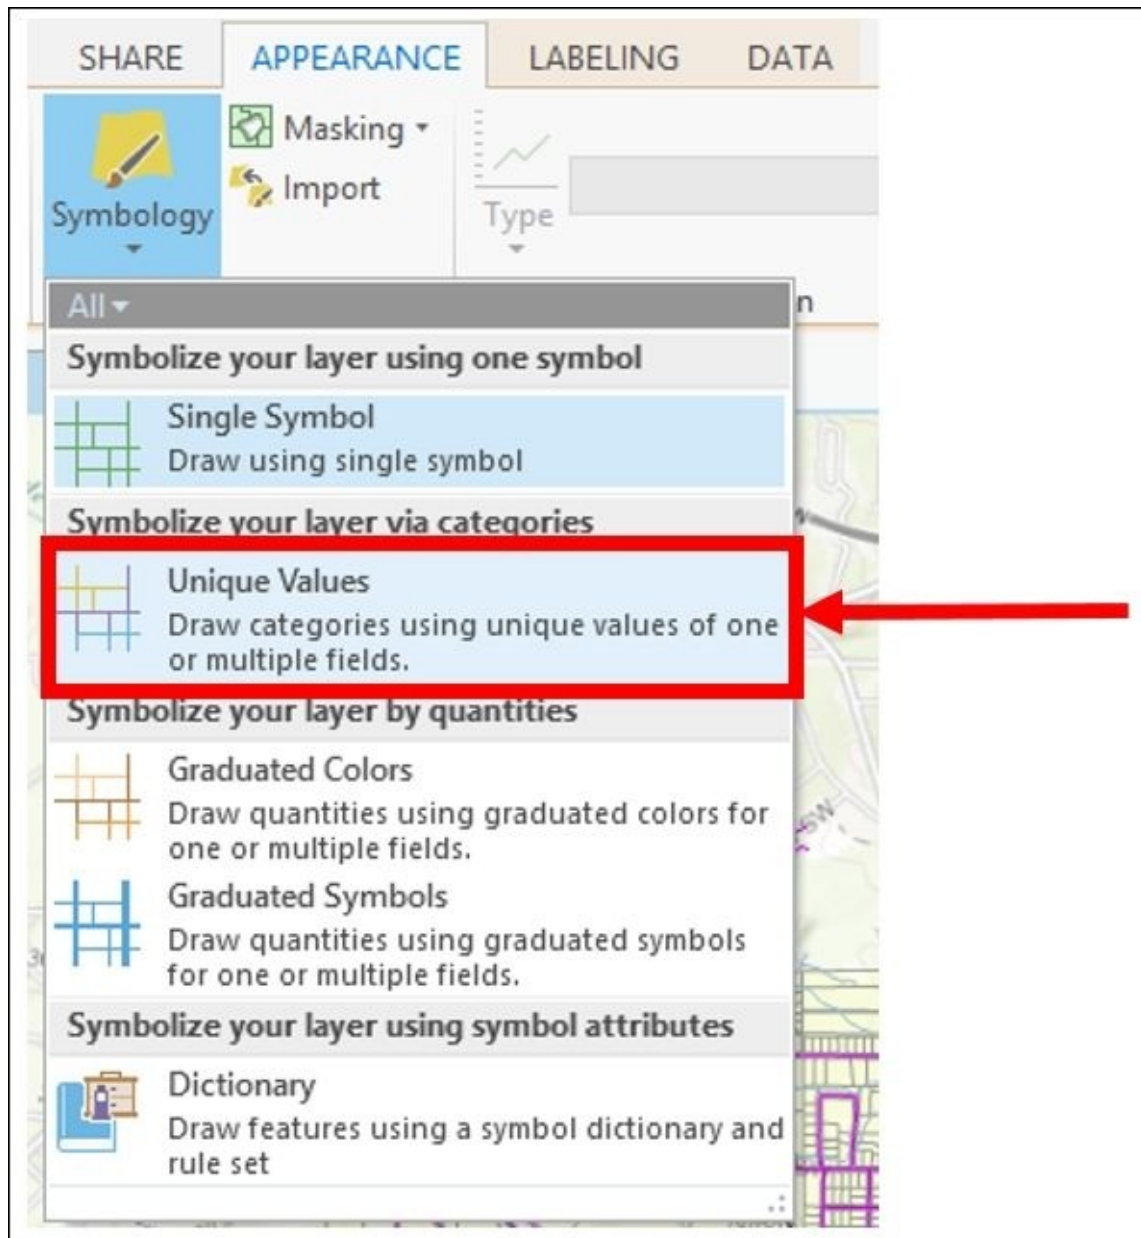 SHARE APPEARANCE LABELING DATA
Masking
Import
Symbology
Type
All
n
Symbolize your layer using one symbol
Single Symbol
Draw using single symbol
Symbolize your layer via categories
Unique Values
Draw categories using unique values of one
or multiple fields.
Symbolize your layer by quantities
Graduated Colors
Draw quantities using graduated colors for
one or multiple fields.
SW
Graduated Symbols
Draw quantities using graduated symbols
for one or multiple fields.
Symbolize your layer using symbol attributes
Dictionary
Draw features using a symbol dictionary and
rule set